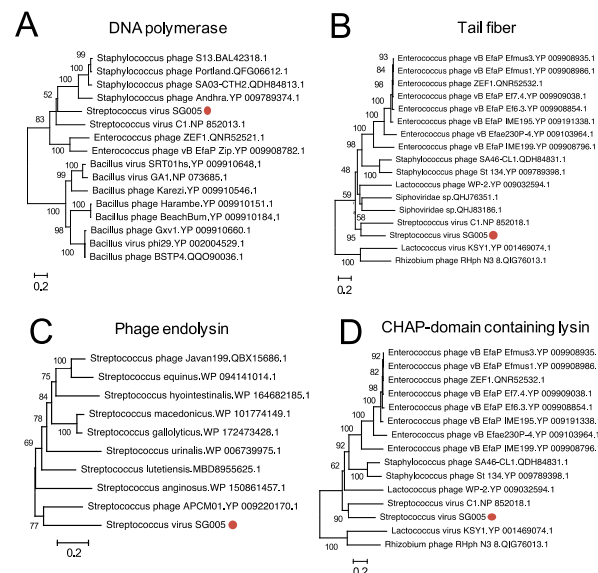 A
DNA polymerase
99
Staphylococcus phage S13.BAL42318.1
100
Staphylococcus phage Portland.QFG06612.1
100
Staphylococcus phage SA03-CTH2.QDH84813.1
52
Staphylococcus phage Andhra.YP 009789374.1
Streptococcus virus SG005
83
Streptococcus virus C1.NP 852013.1
Enterococcus phage ZEF1.QNR52521.1
100
Enterococcus phage vB EfaP Zip.YP 009908782.1
Bacillus virus SRT01hs,YP 009910648,1
100
Bacillus virus GA1,NP 073685,1
Bacillus phage Karezi.YP 009910546.1
100
100
Bacillus phage Harambe.YP 009910151.1
Bacillus phage BeachBum,YP 009910184,1
98
Bacillus phage Gxv1.YP 009910660.1
Bacillus virus phi29.YP 002004529.1
100
Bacillus phage BSTP4.QQO90036.1
0.2
B
Tail fiber
93
Enterococcus phage vB EfaP Efmus3.YP 009908935.
84
Enterococcus phage vB EfaP Efmus1.YP 009908986.1
Enterococcus phage ZEF1.QNR52532.1
100
Enterococcus phage vB EfaP Ef7.4.YP 009909038.1
100
Enterococcus phage vB EfaP Ef6.3.YP 009908854.1
Enterococcus phage vB EfaP IME195.YP 009191338.1
98
Enterococcus phage vB Efae230P-4.YP 009103964.1
Enterococcus phage vB EfaP IME199.YP 009908796.1
48
Staphylococcus phage SA46-CL1.QDH84831.1
100
Staphylococcus phage St 134.YP 009789398.1
Lactococcus phage WP-2.YP 009032594.1
59
Siphoviridae sp.QHJ76351.1
Siphoviridae sp.QHJ83186.1
58
Streptococcus virus C1.NP 852018.1
95
Streptococcus virus SG005
Lactococcus virus KSY1.YP 001469074.1
100
Rhizobium phage RHph N3 8.QIG76013.1
0.2
C
Phage endolysin
100
Streptococcus phage Javan199.QBX15686.1
75
Streptococcus equinus.WP 094141014.1
84
Streptococcus hyointestinalis.WP 164682185.1
78
Streptococcus macedonicus.WP 101774149.1
100
Streptococcus gallolyticus.WP 172473428.1
69
Streptococcus urinalis.WP 006739975.1
Streptococcus lutetiensis.MBD8955625.1
Streptococcus anginosus.WP 150861457.1
Streptococcus phage APCM01.YP 009220170.1
77
Streptococcus virus SG005
0.2
D
CHAP-domain containing lysin
92
Enterococcus phage vB EfaP Efmus3.YP 009908935.
Enterococcus phage vB EfaP Efmus1.YP 009908986.
82
Enterococcus phage ZEF1.QNR52532.1
98
Enterococcus phage vB EfaP Ef7.4.YP 009909038.1
100
Enterococcus phage vB EfaP Ef6.3.YP 009908854.1
100
Enterococcus phage vB EfaP IME195.YP 009191338.
92
Enterococcus phage vB Efae230P-4.YP 009103964.1
Enterococcus phage vB EfaP IME199.YP 009908796.
62
Staphylococcus phage SA46-CL1.QDH84831.1
100
Staphylococcus phage St 134.YP 009789398.1
Lactococcus phage WP-2.YP 009032594.1
Streptococcus virus C1.NP 852018.1
90
Streptococcus virus SG005
Lactococcus virus KSY1.YP 001469074.1
100
Rhizobium phage RHph N3 8.QIG76013.1
0.2